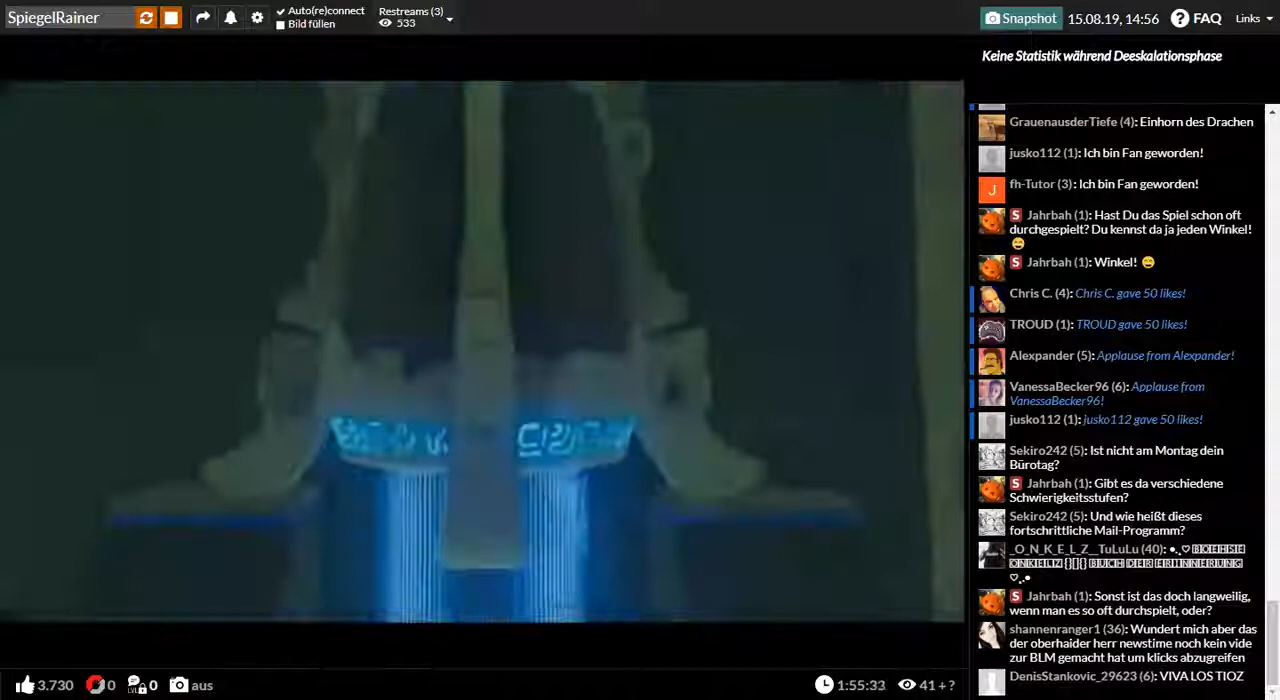 SpiegelRainer
Auto(re)connect
Bild füllen
Restreams (3)
533
Snapshot
15.08.19, 14:56
FAQ
Links
Keine Statistik während Deeskalationsphase
GrauenausderTiefe (4): Einhorn des Drachen
jusko112 (1): Ich bin Fan geworden!
J
fh-Tutor (3): Ich bin Fan geworden!
S Jahrbah (1): Hast Du das Spiel schon oft
durchgespielt? Du kennst da ja jeden Winkel!
😄
S Jahrbah (1): Winkel! 😄
Chris C. (4): Chris C. gave 50 likes!
TROUD (1): TROUD gave 50 likes!
Alexpander (5): Applause from Alexpander!
VanessaBecker96 (6): Applause from
VanessaBecker96!
jusko112 (1): jusko112 gave 50 likes!
Sekiro242 (5): Ist nicht am Montag dein
Bürotag?
S Jahrbah (1): Gibt es da verschiedene
Schwierigkeitsstufen?
Sekiro242 (5): Und wie heißt dieses
fortschrittliche Mail-Programm?
_O_N_K_E_L_Z__TuLuLu (40): •.¸♡ BOEHSE
ONKELZ {}[]{} BUCH DER ERINNERUNG
♡¸.•
S Jahrbah (1): Sonst ist das doch langweilig,
wenn man es so oft durchspielt, oder?
shannenranger1 (36): Wundert mich aber das
der oberhaider herr newstime noch kein vide
zur BLM gemacht hat um klicks abzugreifen
DenisStankovic_29623 (6): VIVA LOS TIOZ
3.730
0
LVL
0
aus
1:55:33
41 + ?